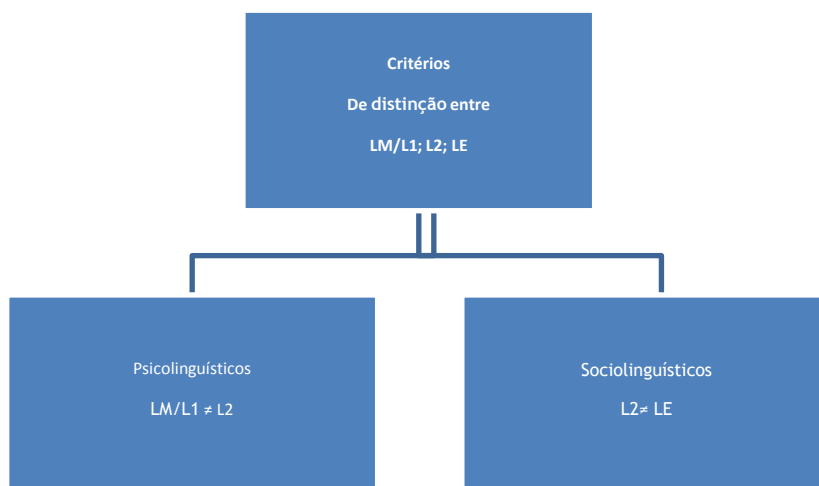 Critérios
De distinção entre
LM/L1; L2; LE
Psicolinguísticos
LM/L1 ≠ L2
Sociolinguísticos
L2≠ LE